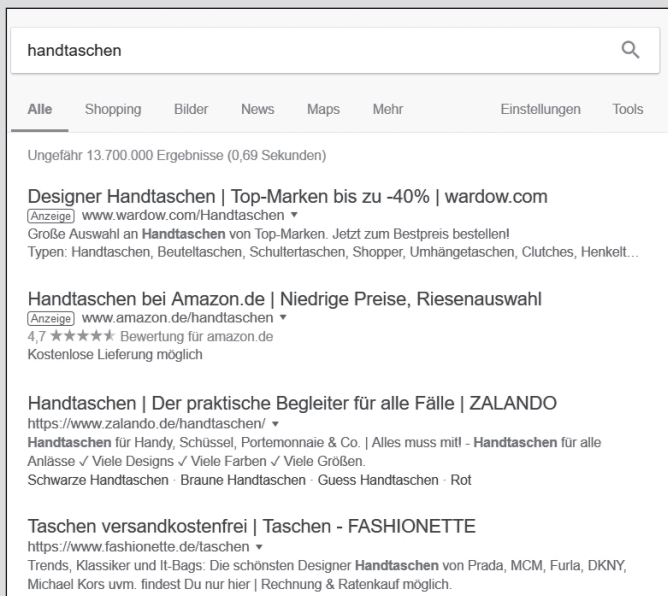 handtaschen
Alle Shopping Bilder News Maps Mehr Einstellungen Tools
Ungefähr 13.700.000 Ergebnisse (0,69 Sekunden)
Designer Handtaschen | Top-Marken bis zu -40% | wardow.com
Anzeige www.wardow.com/Handtaschen ▾
Große Auswahl an Handtaschen von Top-Marken. Jetzt zum Bestpreis bestellen!
Typen: Handtaschen, Beuteltaschen, Schultertaschen, Shopper, Umhängetaschen, Clutches, Henkelt...
Handtaschen bei Amazon.de | Niedrige Preise, Riesenauswahl
Anzeige www.amazon.de/handtaschen ▾
4,7 ★★★★★ Bewertung für amazon.de
Kostenlose Lieferung möglich
Handtaschen | Der praktische Begleiter für alle Fälle | ZALANDO
https://www.zalando.de/handtaschen/ ▾
Handtaschen für Handy, Schüssel, Portemonnaie & Co. | Alles muss mit! - Handtaschen für alle
Anlässe ✓ Viele Designs ✓ Viele Farben ✓ Viele Größen.
Schwarze Handtaschen · Braune Handtaschen · Guess Handtaschen · Rot
Taschen versandkostenfrei | Taschen - FASHIONETTE
https://www.fashionette.de/taschen ▾
Trends, Klassiker und It-Bags: Die schönsten Designer Handtaschen von Prada, MCM, Furla, DKNY,
Michael Kors uvm. findest Du nur hier | Rechnung & Ratenkauf möglich.